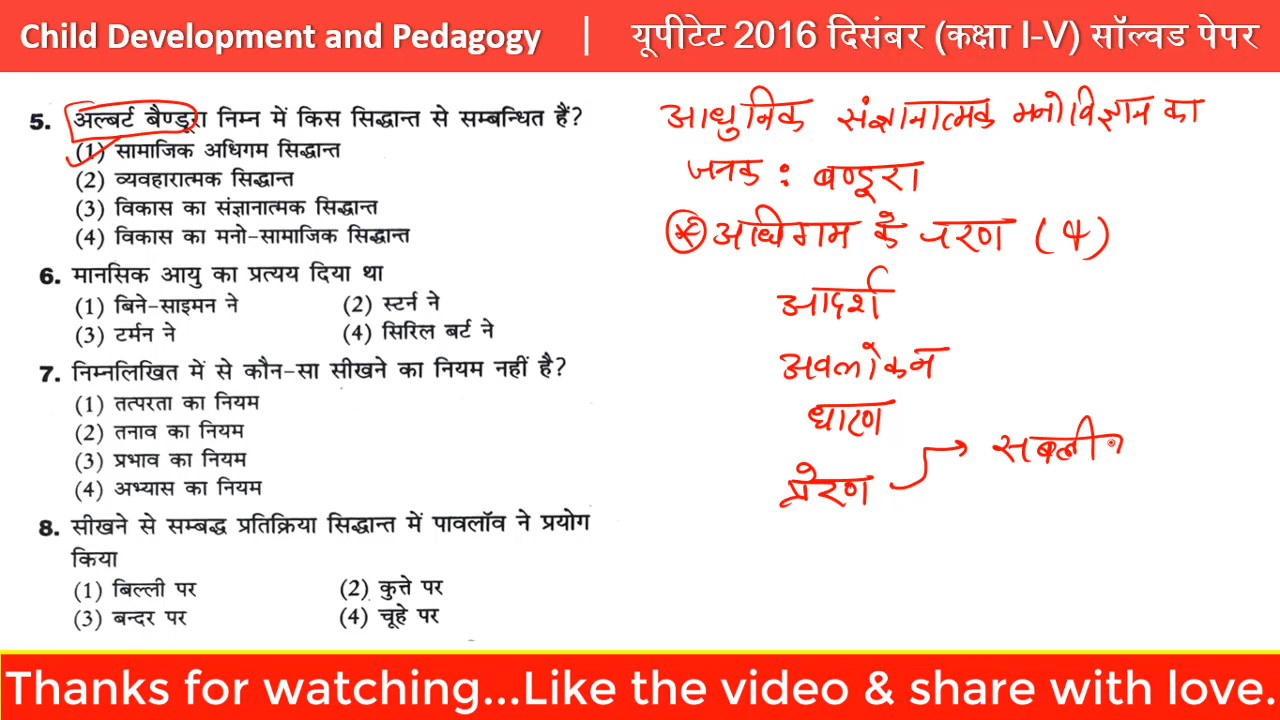 Child Development and Pedagogy | यूपीटेट 2016 दिसंबर (कक्षा I-V) सॉल्वड पेपर
5. अल्बर्ट बैण्डूरा निम्न में किस सिद्धान्त से सम्बन्धित हैं?
(1) सामाजिक अधिगम सिद्धान्त
(2) व्यवहारात्मक सिद्धान्त
(3) विकास का संज्ञानात्मक सिद्धान्त
(4) विकास का मनो-सामाजिक सिद्धान्त
6. मानसिक आयु का प्रत्यय दिया था
(1) बिने-साइमन ने (2) स्टर्न ने
(3) टर्मन ने (4) सिरिल बर्ट ने
7. निम्नलिखित में से कौन-सा सीखने का नियम नहीं है?
(1) तत्परता का नियम
(2) तनाव का नियम
(3) प्रभाव का नियम
(4) अभ्यास का नियम
8. सीखने से सम्बद्ध प्रतिक्रिया सिद्धान्त में पावलॉव ने प्रयोग
किया
(1) बिल्ली पर (2) कुत्ते पर
(3) बन्दर पर (4) चूहे पर
आधुनिक संज्ञानात्मक मनोविज्ञान का
जनक : बण्डूरा
* अधिगम के चरण (4)
आदर्श
अवलोकन
धारण
प्रेरण → सबली
Thanks for watching...Like the video & share with love.